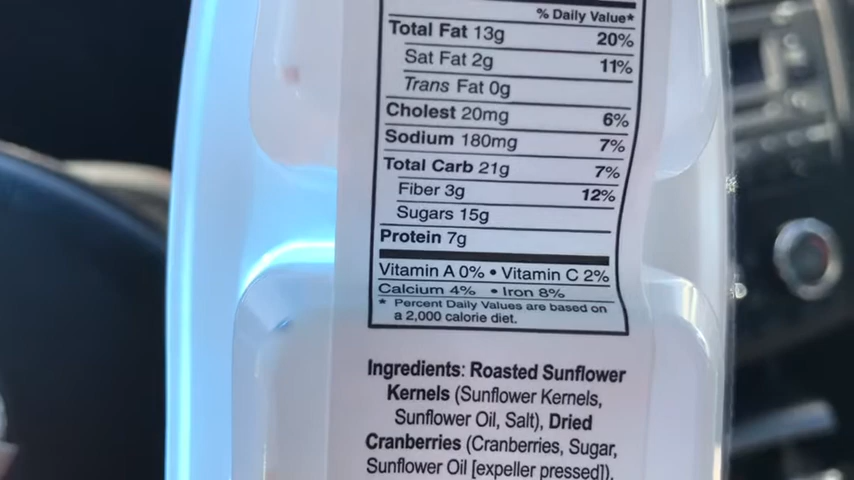 % Daily Value*
Total Fat 13g 20%
Sat Fat 2g 11%
Trans Fat 0g
Cholest 20mg 6%
Sodium 180mg 7%
Total Carb 21g 7%
Fiber 3g 12%
Sugars 15g
Protein 7g
Vitamin A 0% • Vitamin C 2%
Calcium 4% • Iron 8%
* Percent Daily Values are based on
a 2,000 calorie diet.
Ingredients: Roasted Sunflower
Kernels (Sunflower Kernels,
Sunflower Oil, Salt), Dried
Cranberries (Cranberries, Sugar,
Sunflower Oil [expeller pressed]),